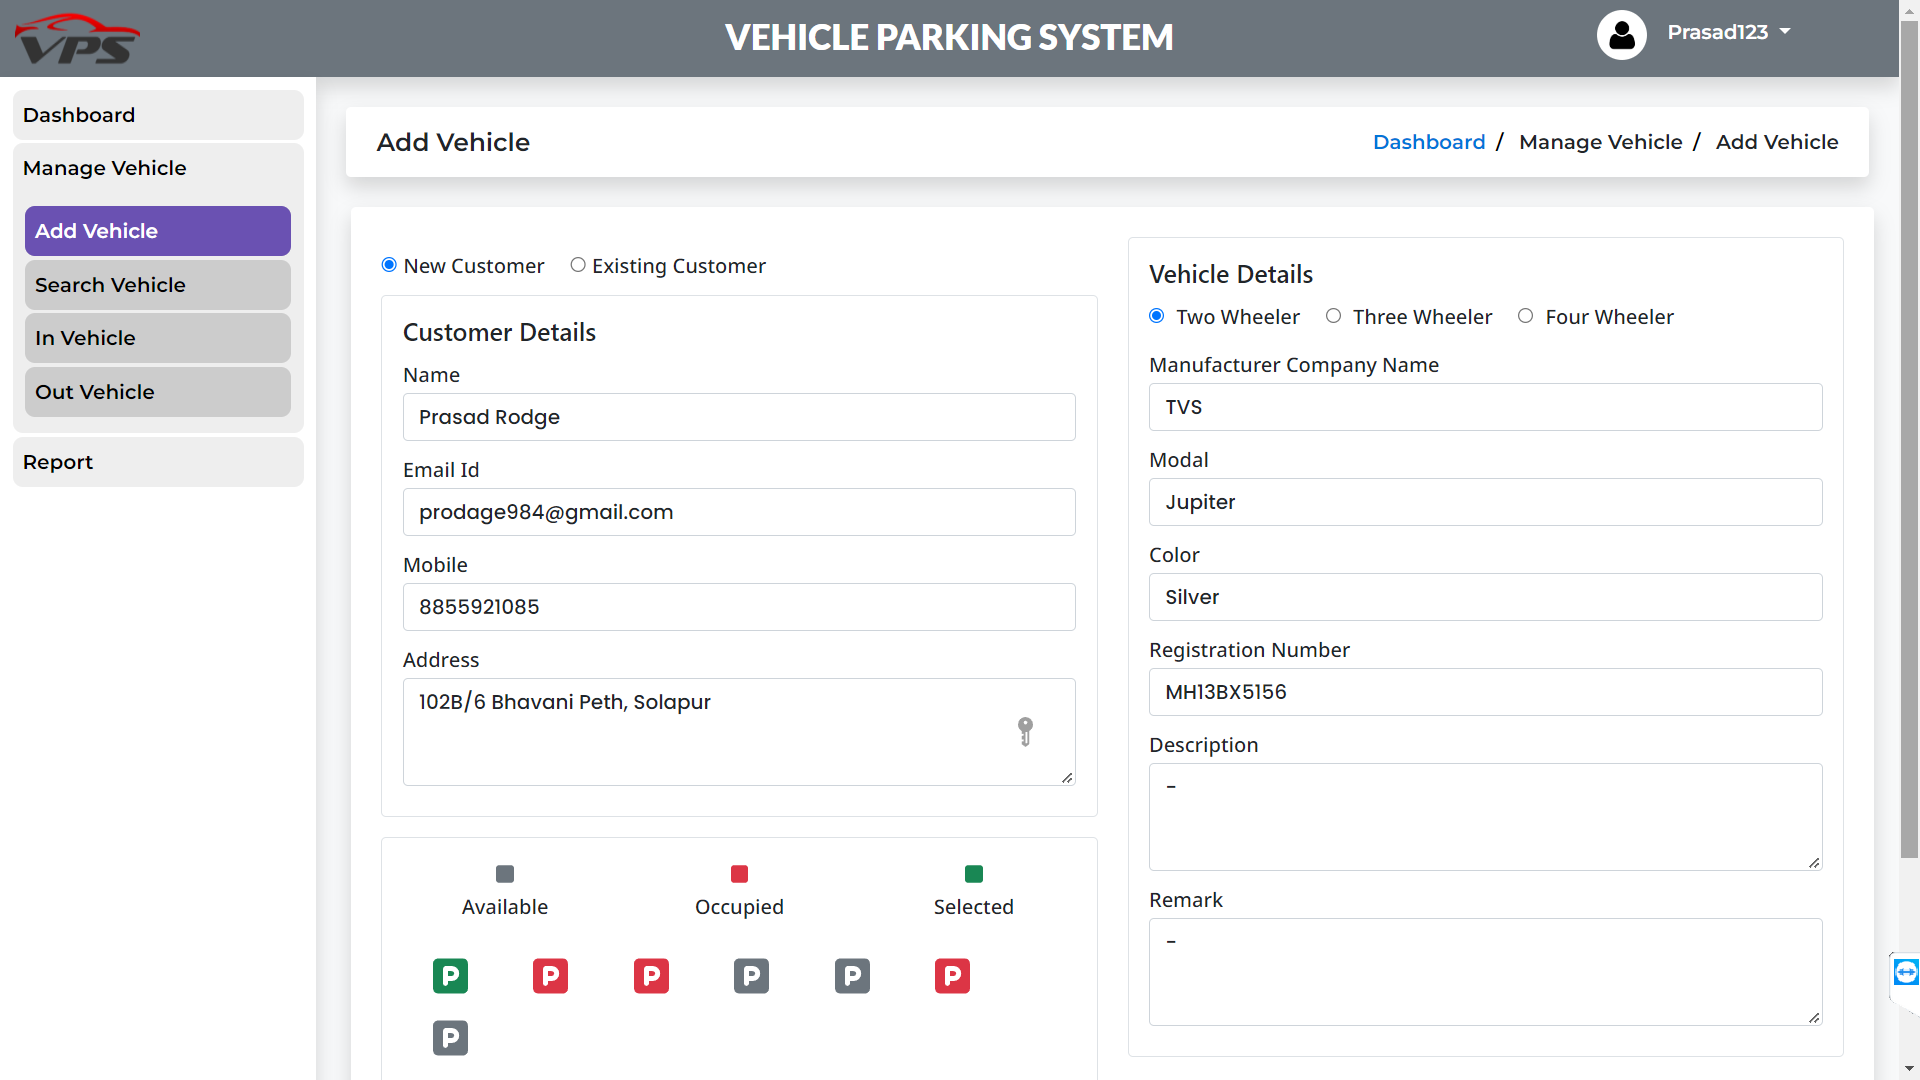 VPS
VEHICLE PARKING SYSTEM
Prasad123
Dashboard
Manage Vehicle
Add Vehicle
Search Vehicle
In Vehicle
Out Vehicle
Report
Add Vehicle
Dashboard / Manage Vehicle / Add Vehicle
New Customer Existing Customer
Customer Details
Name
Prasad Rodge
Email Id
prodage984@gmail.com
Mobile
8855921085
Address
102B/6 Bhavani Peth, Solapur
Available Occupied Selected
P P P P P P
P
Vehicle Details
Two Wheeler Three Wheeler Four Wheeler
Manufacturer Company Name
TVS
Modal
Jupiter
Color
Silver
Registration Number
MH13BX5156
Description
-
Remark
-